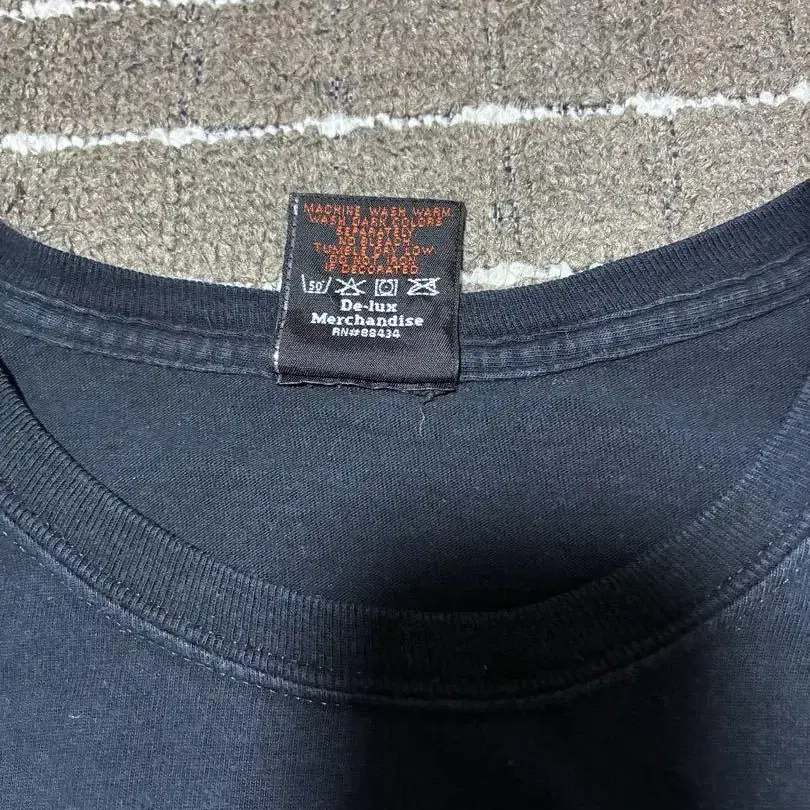 MACHINE WASH WARM
WASH DARK COLORS
SEPARATELY
NO BLEACH
TUMBLE DRY LOW
DO NOT IRON
IF DECORATED
50°
De-lux
Merchandise
RN#88434